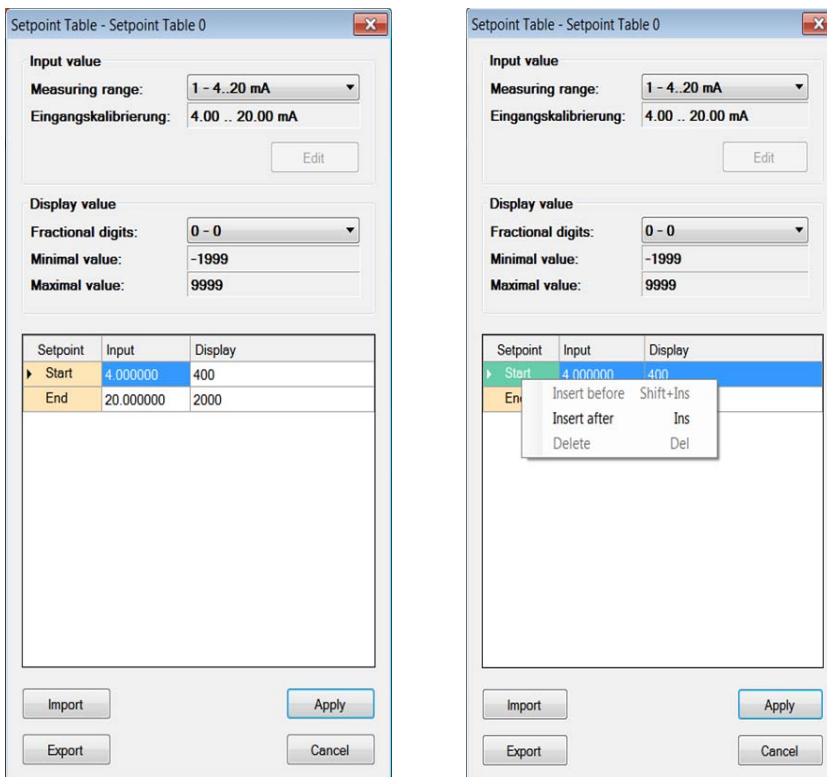 Setpoint Table - Setpoint Table 0
Input value
Measuring range: 1 - 4..20 mA
Eingangskalibrierung: 4.00 .. 20.00 mA
Edit
Display value
Fractional digits: 0 - 0
Minimal value: -1999
Maximal value: 9999
Setpoint Input Display
Start 4.000000 400
End 20.000000 2000
Import Apply
Export Cancel
Setpoint Table - Setpoint Table 0
Input value
Measuring range: 1 - 4..20 mA
Eingangskalibrierung: 4.00 .. 20.00 mA
Edit
Display value
Fractional digits: 0 - 0
Minimal value: -1999
Maximal value: 9999
Setpoint Input Display
Start 4.000000 400
Insert before Shift+Ins
Insert after Ins
Delete Del
Import Apply
Export Cancel